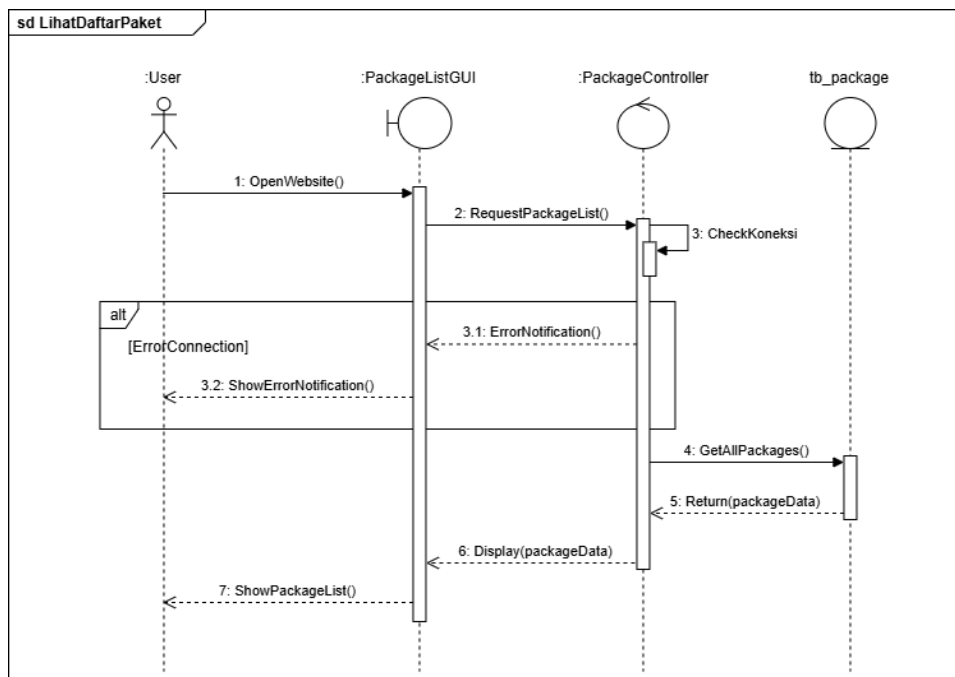 sd LihatDaftarPaket
:User
:PackageListGUI
:PackageController
tb_package
1: OpenWebsite()
2: RequestPackageList()
3: CheckKoneksi
alt
3.1: ErrorNotification()
[ErrorConnection]
3.2: ShowErrorNotification()
4: GetAllPackages()
5: Return(packageData)
6: Display(packageData)
7: ShowPackageList()